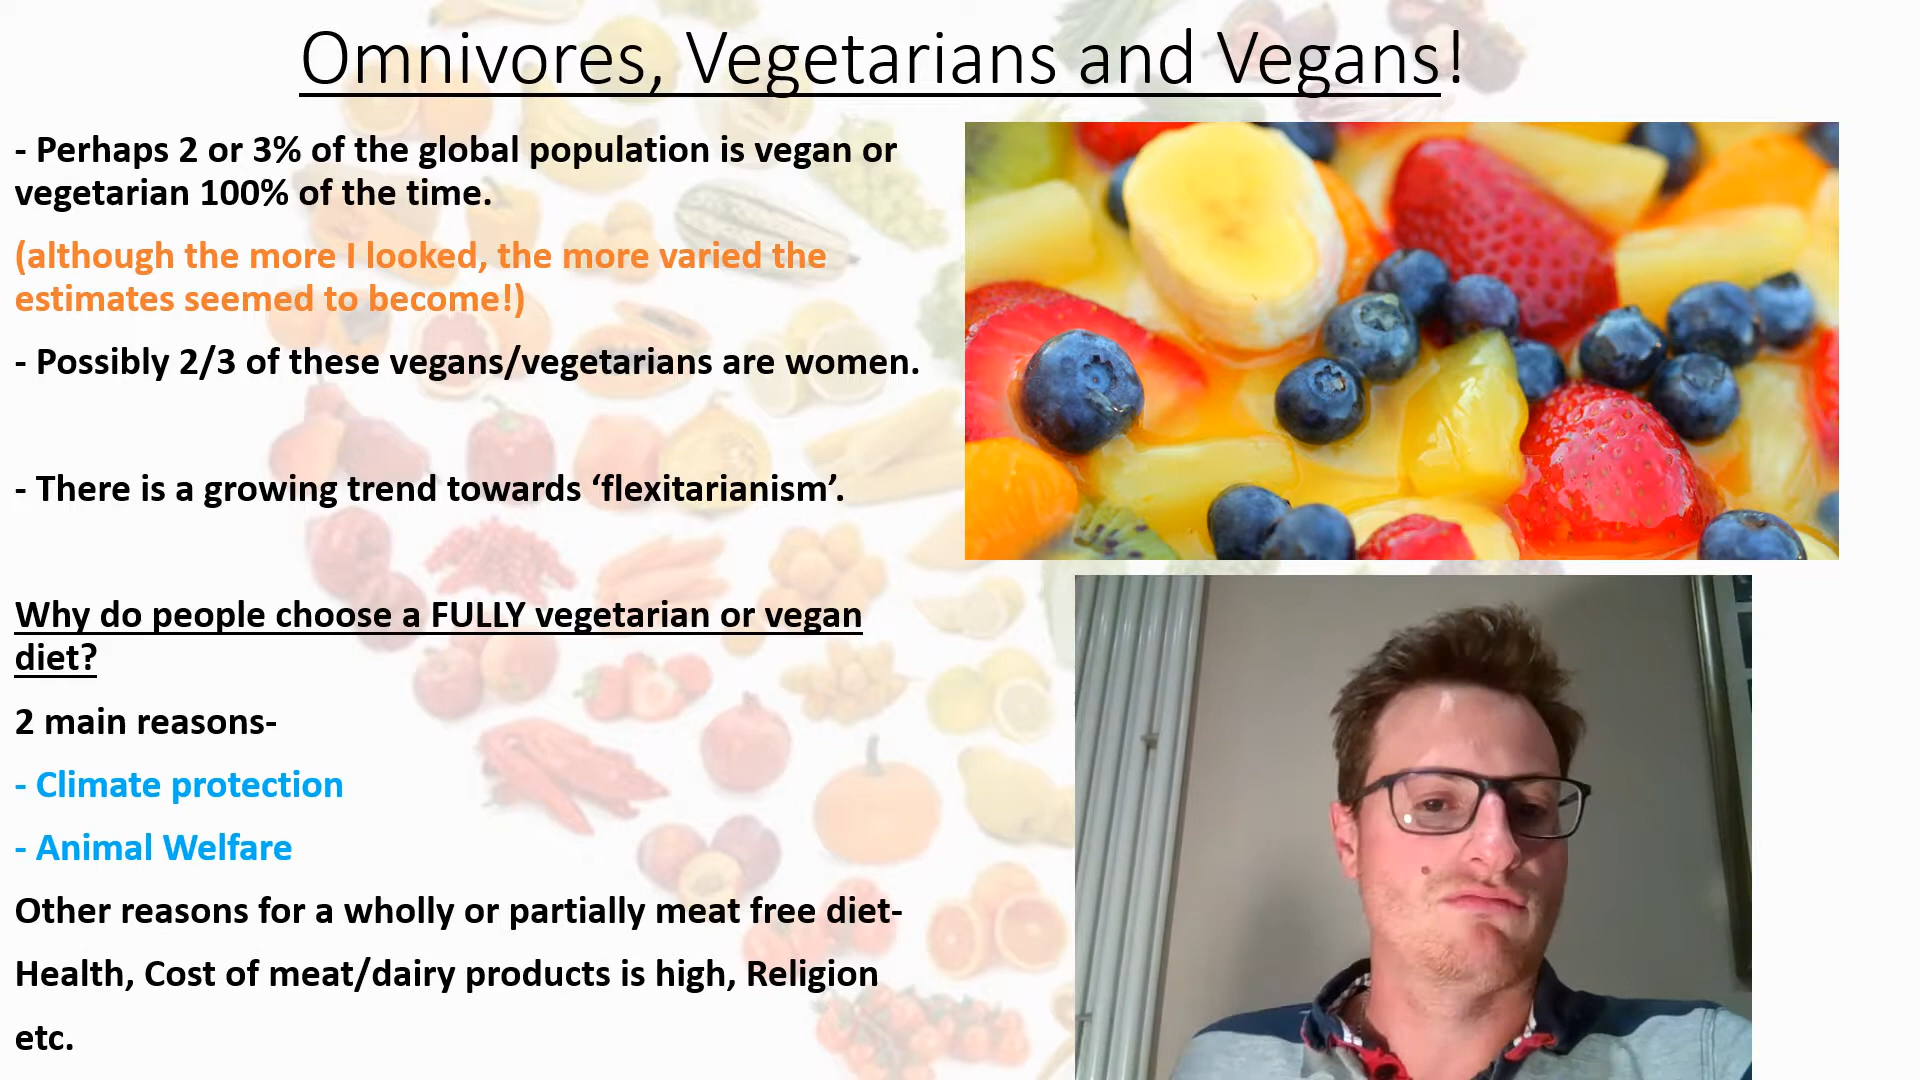 Omnivores, Vegetarians and Vegans!
- Perhaps 2 or 3% of the global population is vegan or
vegetarian 100% of the time.
(although the more I looked, the more varied the
estimates seemed to become!)
- Possibly 2/3 of these vegans/vegetarians are women.
- There is a growing trend towards ‘flexitarianism’.
Why do people choose a FULLY vegetarian or vegan
diet?
2 main reasons-
- Climate protection
- Animal Welfare
Other reasons for a wholly or partially meat free diet-
Health, Cost of meat/dairy products is high, Religion
etc.